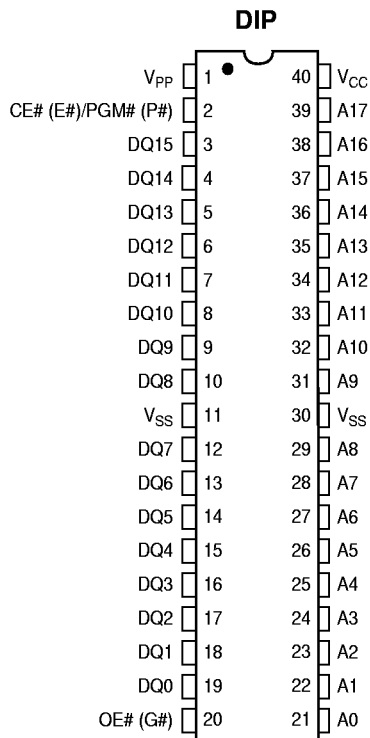 DIP
V_PP 1 40 V_CC
CE# (E#)/PGM# (P#) 2 39 A17
DQ15 3 38 A16
DQ14 4 37 A15
DQ13 5 36 A14
DQ12 6 35 A13
DQ11 7 34 A12
DQ10 8 33 A11
DQ9 9 32 A10
DQ8 10 31 A9
V_SS 11 30 V_SS
DQ7 12 29 A8
DQ6 13 28 A7
DQ5 14 27 A6
DQ4 15 26 A5
DQ3 16 25 A4
DQ2 17 24 A3
DQ1 18 23 A2
DQ0 19 22 A1
OE# (G#) 20 21 A0